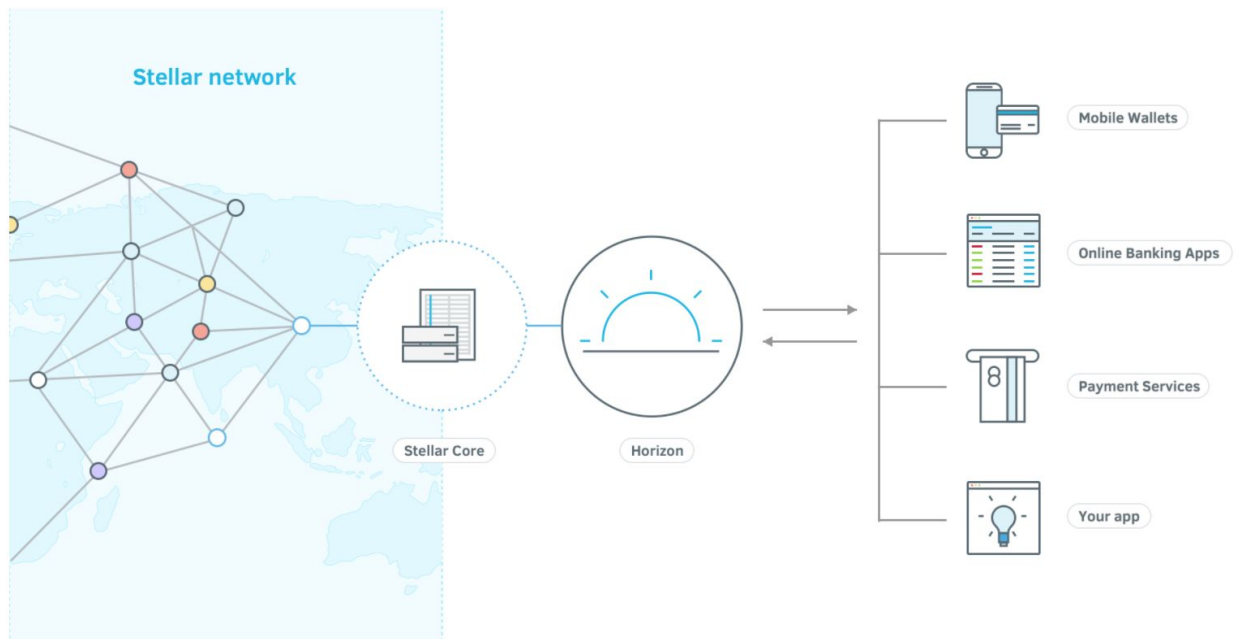 Stellar network
Stellar Core
Horizon
Mobile Wallets
Online Banking Apps
Payment Services
Your app